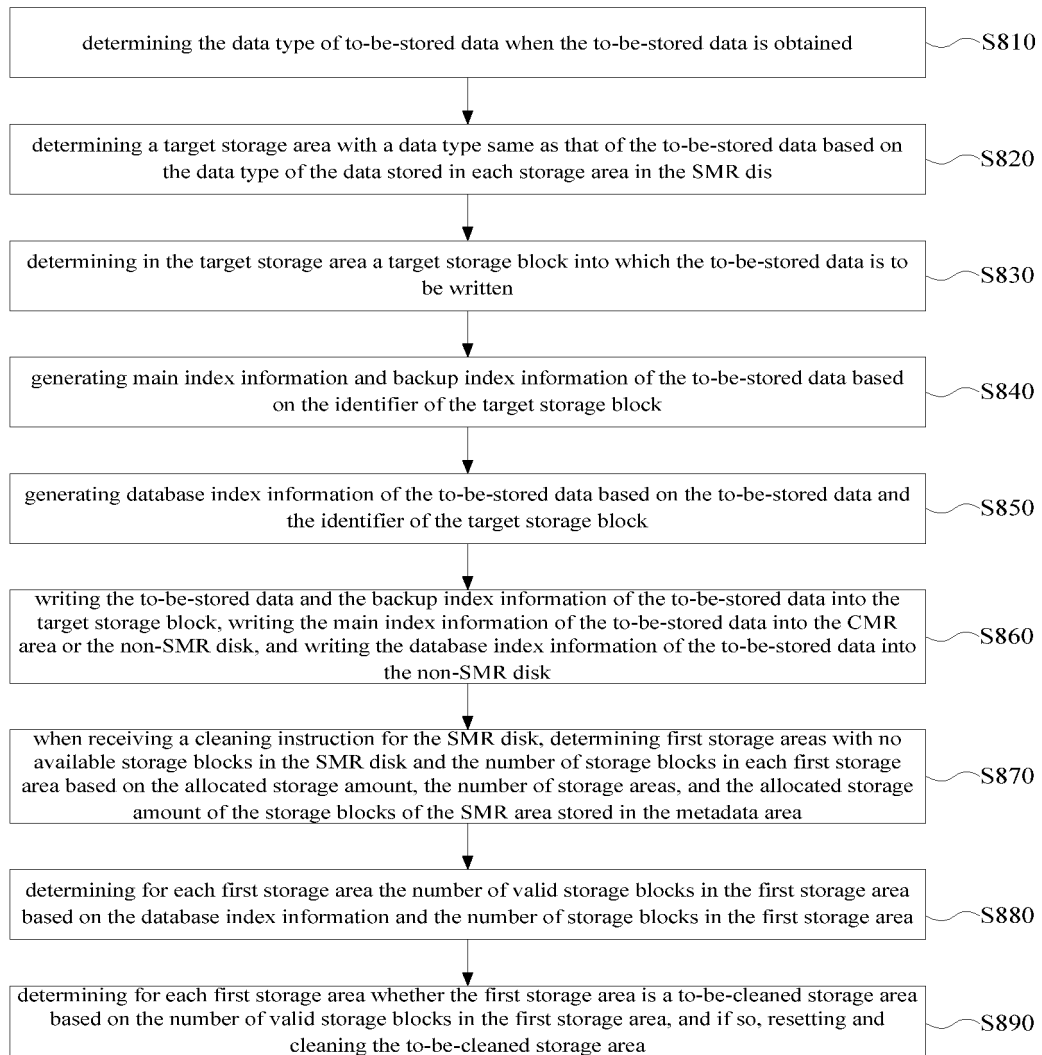 determining the data type of to-be-stored data when the to-be-stored data is obtained
S810
determining a target storage area with a data type same as that of the to-be-stored data based on
the data type of the data stored in each storage area in the SMR dis
S820
determining in the target storage area a target storage block into which the to-be-stored data is to
be written
S830
generating main index information and backup index information of the to-be-stored data based
on the identifier of the target storage block
S840
generating database index information of the to-be-stored data based on the to-be-stored data and
the identifier of the target storage block
S850
writing the to-be-stored data and the backup index information of the to-be-stored data into the
target storage block, writing the main index information of the to-be-stored data into the CMR
area or the non-SMR disk, and writing the database index information of the to-be-stored data into
the non-SMR disk
S860
when receiving a cleaning instruction for the SMR disk, determining first storage areas with no
available storage blocks in the SMR disk and the number of storage blocks in each first storage
area based on the allocated storage amount, the number of storage areas, and the allocated storage
amount of the storage blocks of the SMR area stored in the metadata area
S870
determining for each first storage area the number of valid storage blocks in the first storage area
based on the database index information and the number of storage blocks in the first storage area
S880
determining for each first storage area whether the first storage area is a to-be-cleaned storage area
based on the number of valid storage blocks in the first storage area, and if so, resetting and
cleaning the to-be-cleaned storage area
S890